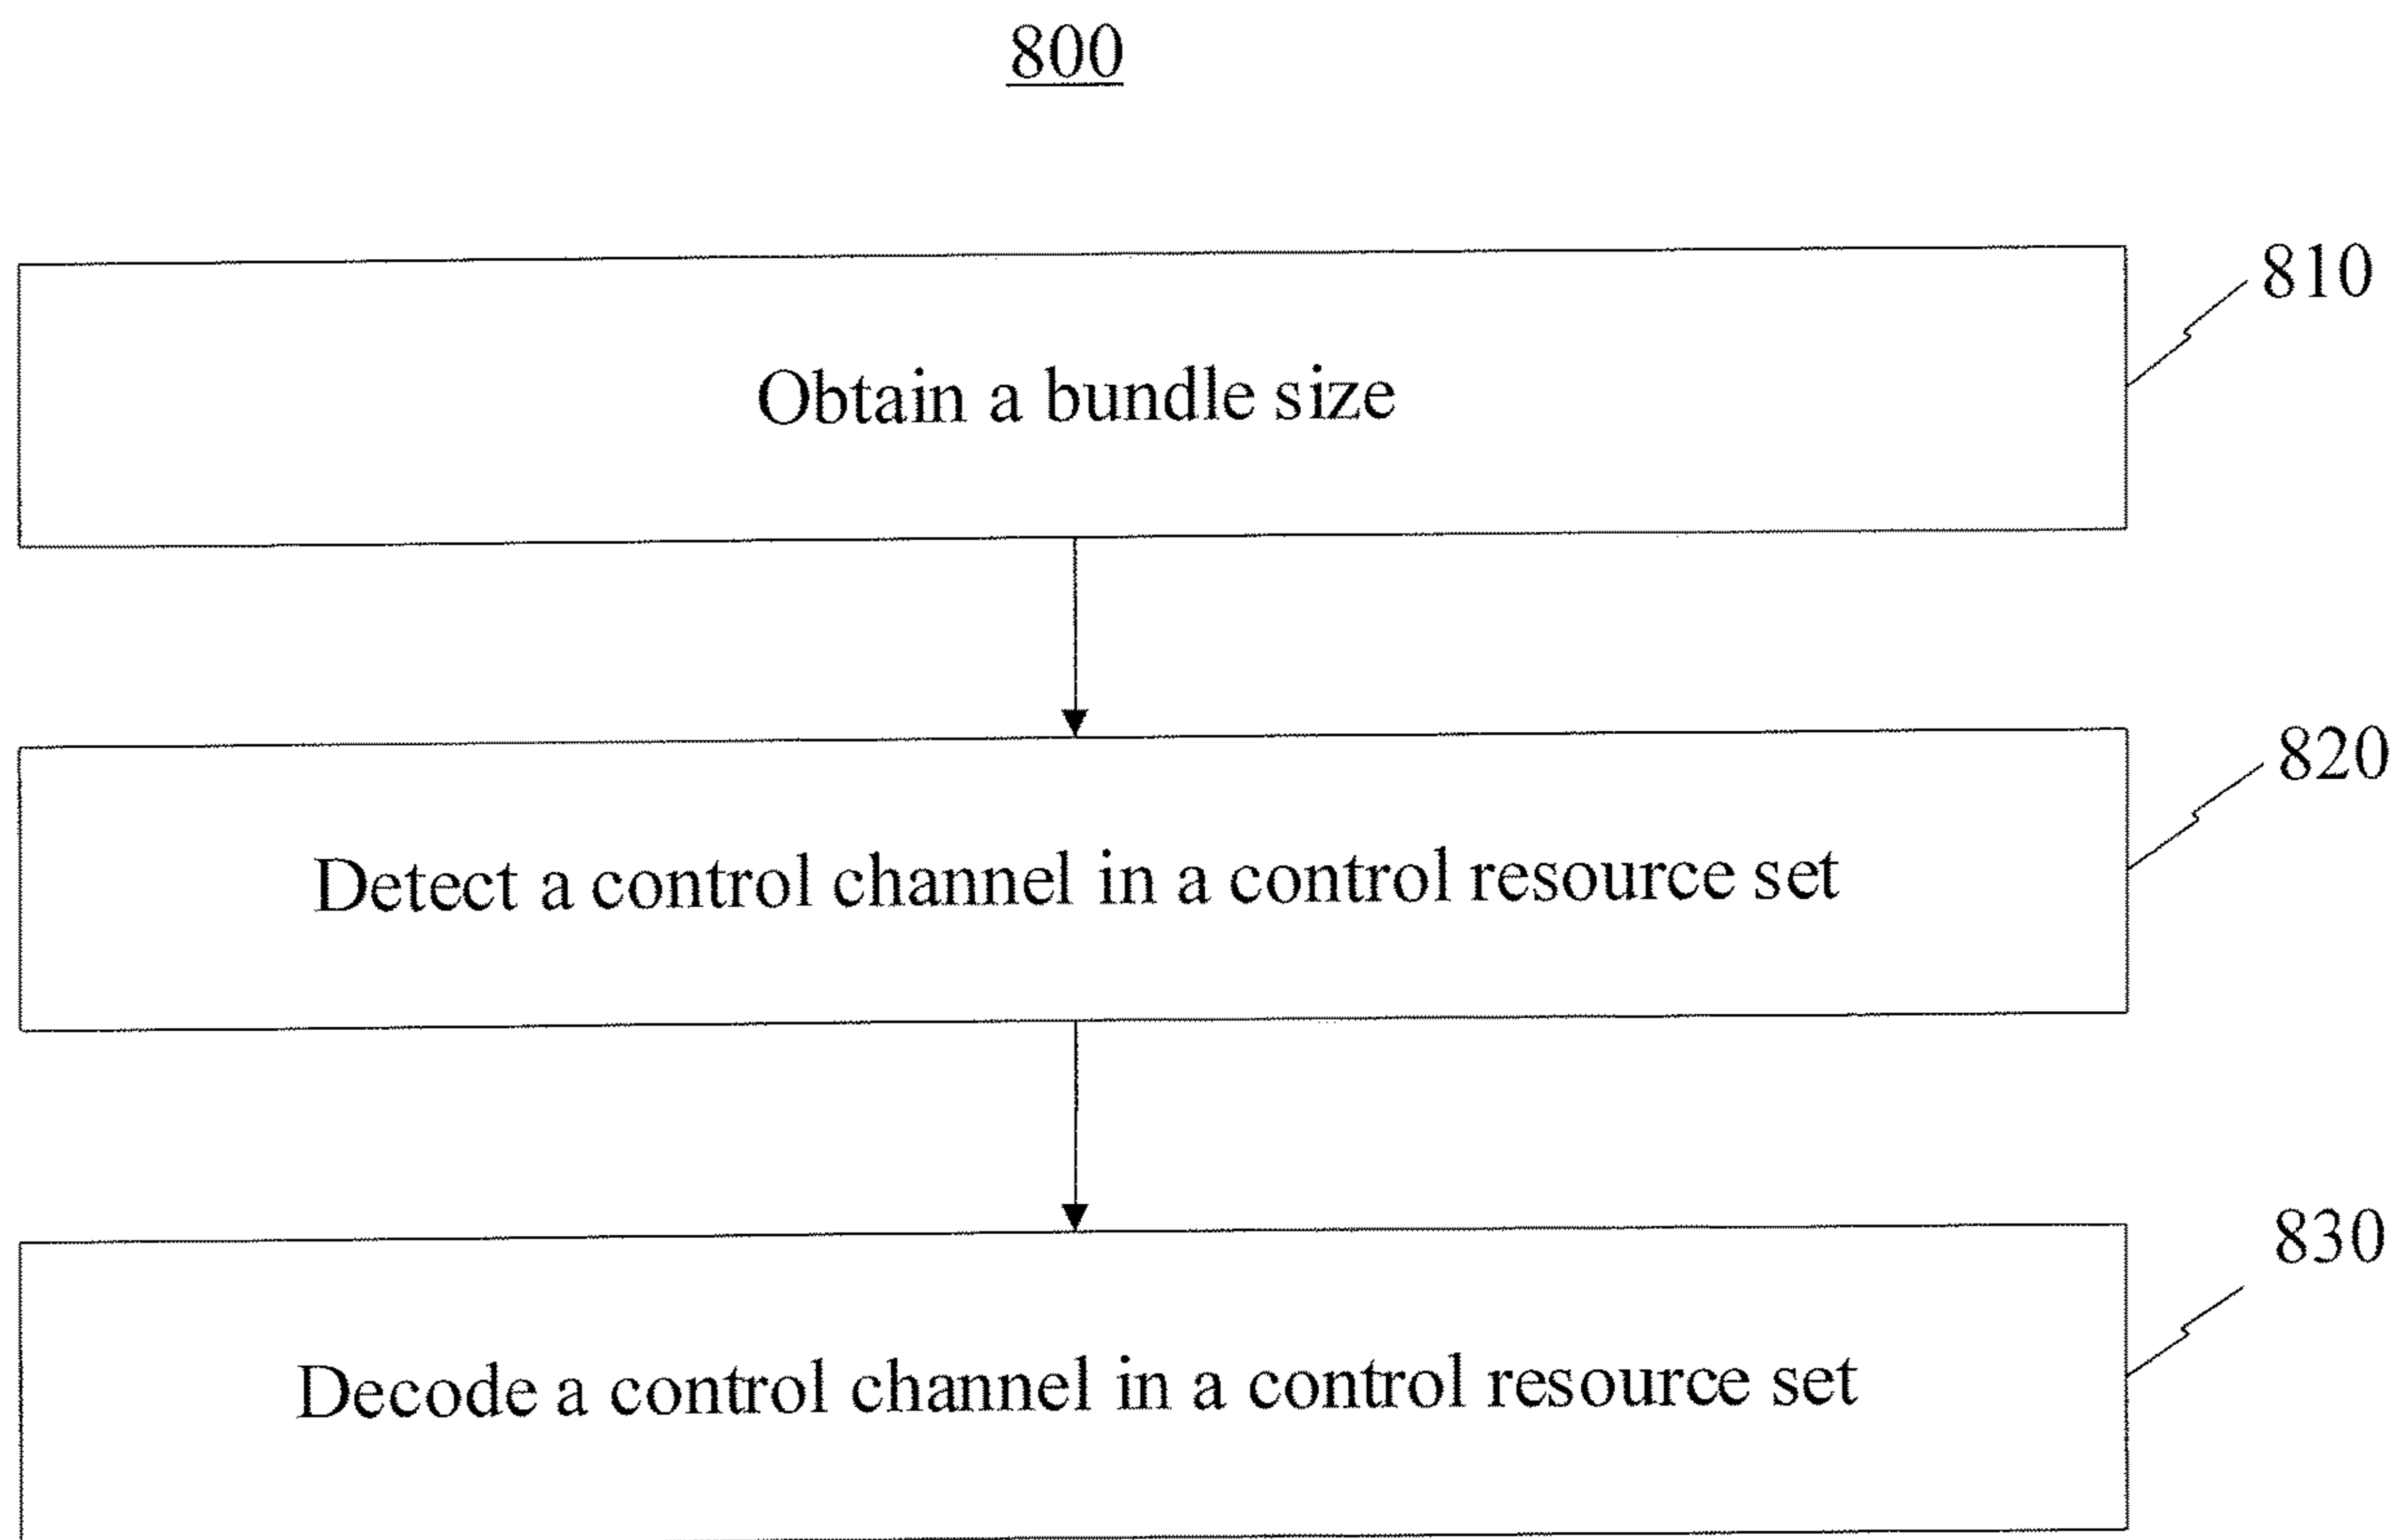 800
810
Obtain a bundle size
820
Detect a control channel in a control resource set
830
Decode a control channel in a control resource set